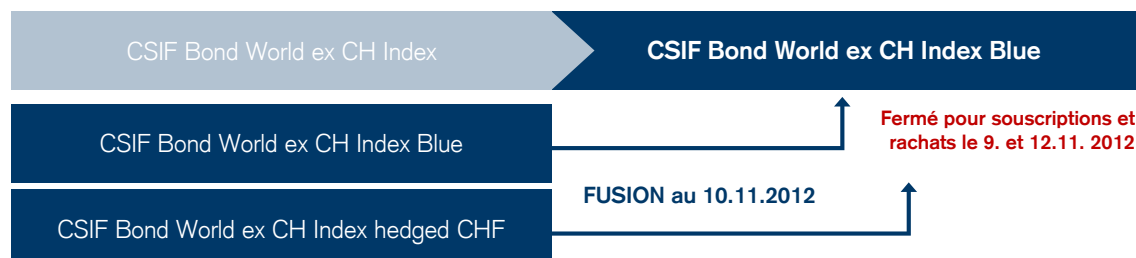 CSIF Bond World ex CH Index
CSIF Bond World ex CH Index Blue
CSIF Bond World ex CH Index Blue
Fermé pour souscriptions et
rachats le 9. et 12.11. 2012
FUSION au 10.11.2012
CSIF Bond World ex CH Index hedged CHF